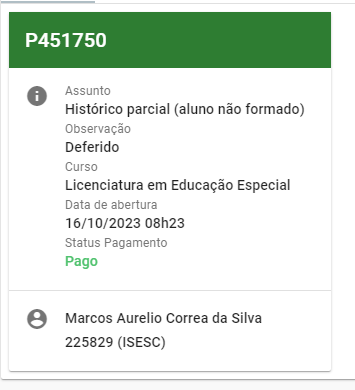 P451750
Assunto
Histórico parcial (aluno não formado)
Observação
Deferido
Curso
Licenciatura em Educação Especial
Data de abertura
16/10/2023 08h23
Status Pagamento
Pago
Marcos Aurelio Correa da Silva
225829 (ISESC)